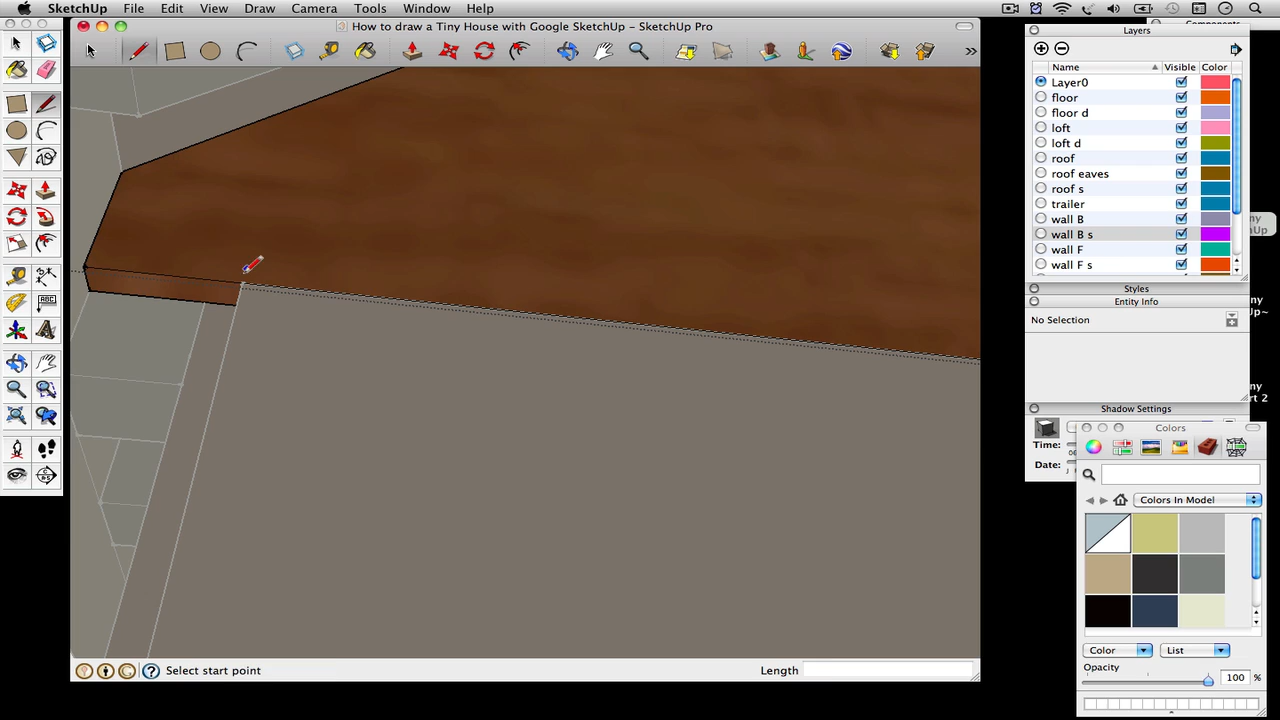 SketchUp File Edit View Draw Camera Tools Window Help
How to draw a Tiny House with Google SketchUp – SketchUp Pro
Layers
Name Visible Color
Layer0
floor
floor d
loft
loft d
roof
roof eaves
roof s
trailer
wall B
wall B s
wall F
wall F s
Styles
Entity Info
No Selection
Shadow Settings
Time:
Date:
Colors
Colors In Model
Color List
Opacity
100 %
ABC
A
Select start point
Length